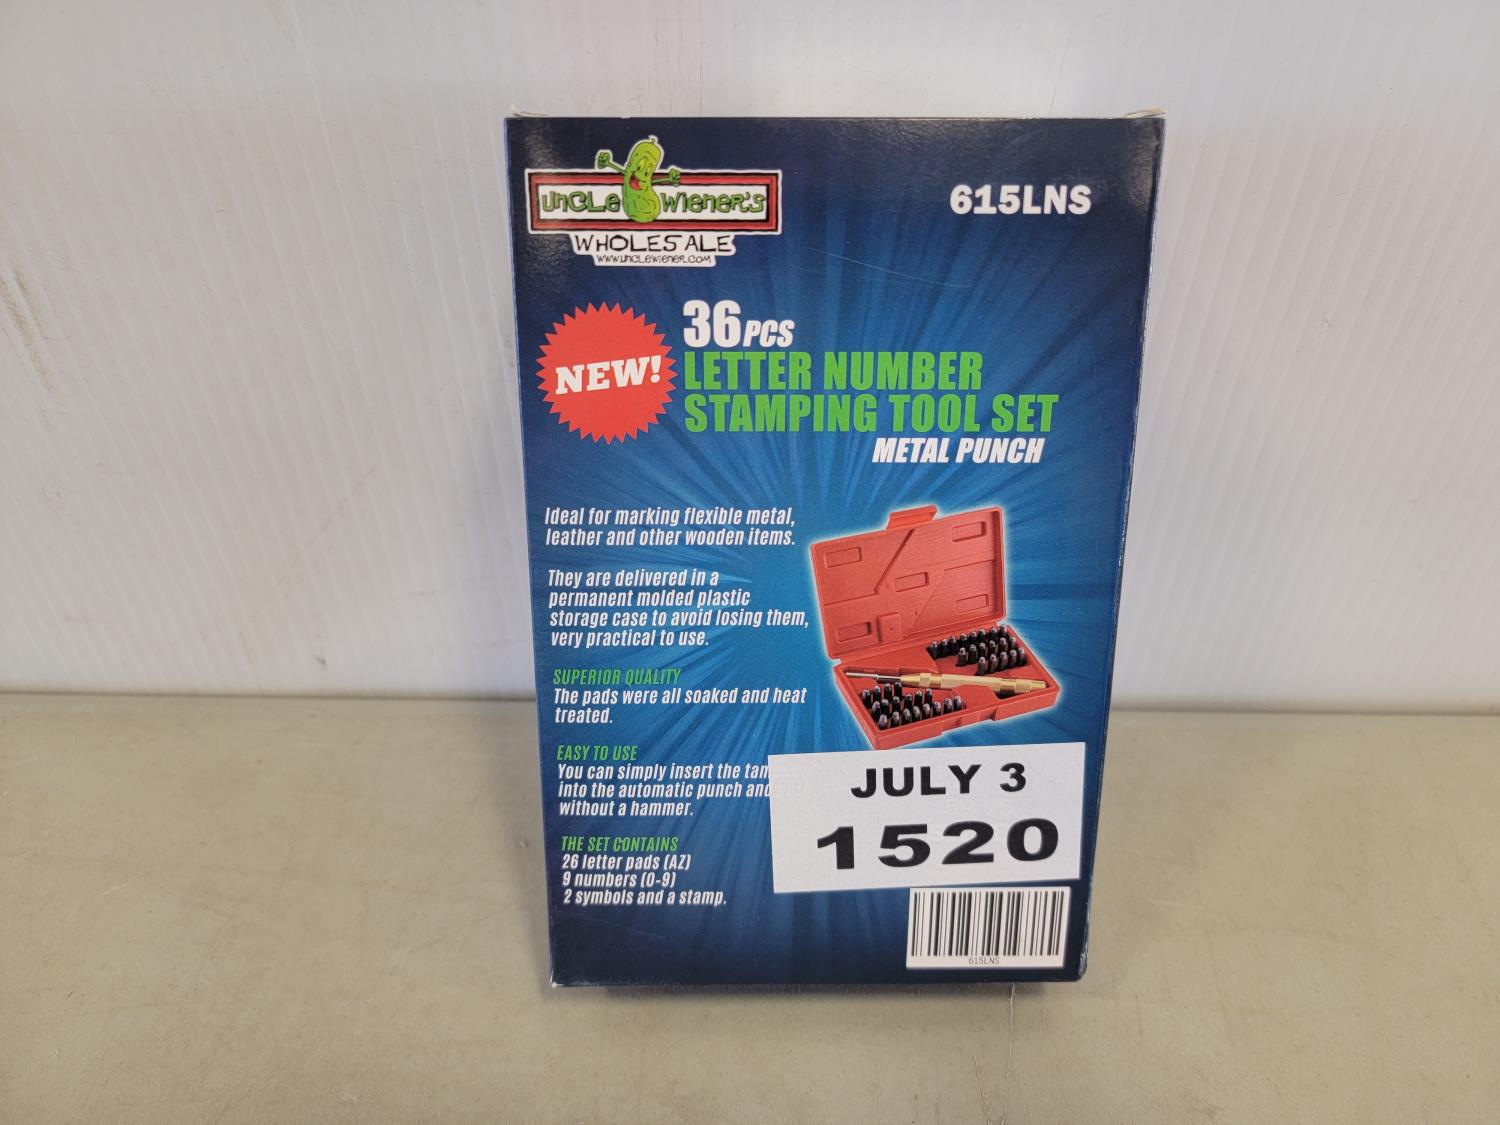 UNCLE WIENER'S
WHOLESALE
WWW.UNCLEWIENER.COM
615LNS
NEW!
36PCS
LETTER NUMBER
STAMPING TOOL SET
METAL PUNCH
Ideal for marking flexible metal,
leather and other wooden items.
They are delivered in a
permanent molded plastic
storage case to avoid losing them,
very practical to use.
SUPERIOR QUALITY
The pads were all soaked and heat
treated.
EASY TO USE
You can simply insert the
into the automatic punch and push
without a hammer.
THE SET CONTAINS
26 letter pads (AZ)
9 numbers (0-9)
2 symbols and a stamp.
JULY 3
1520
615LNS